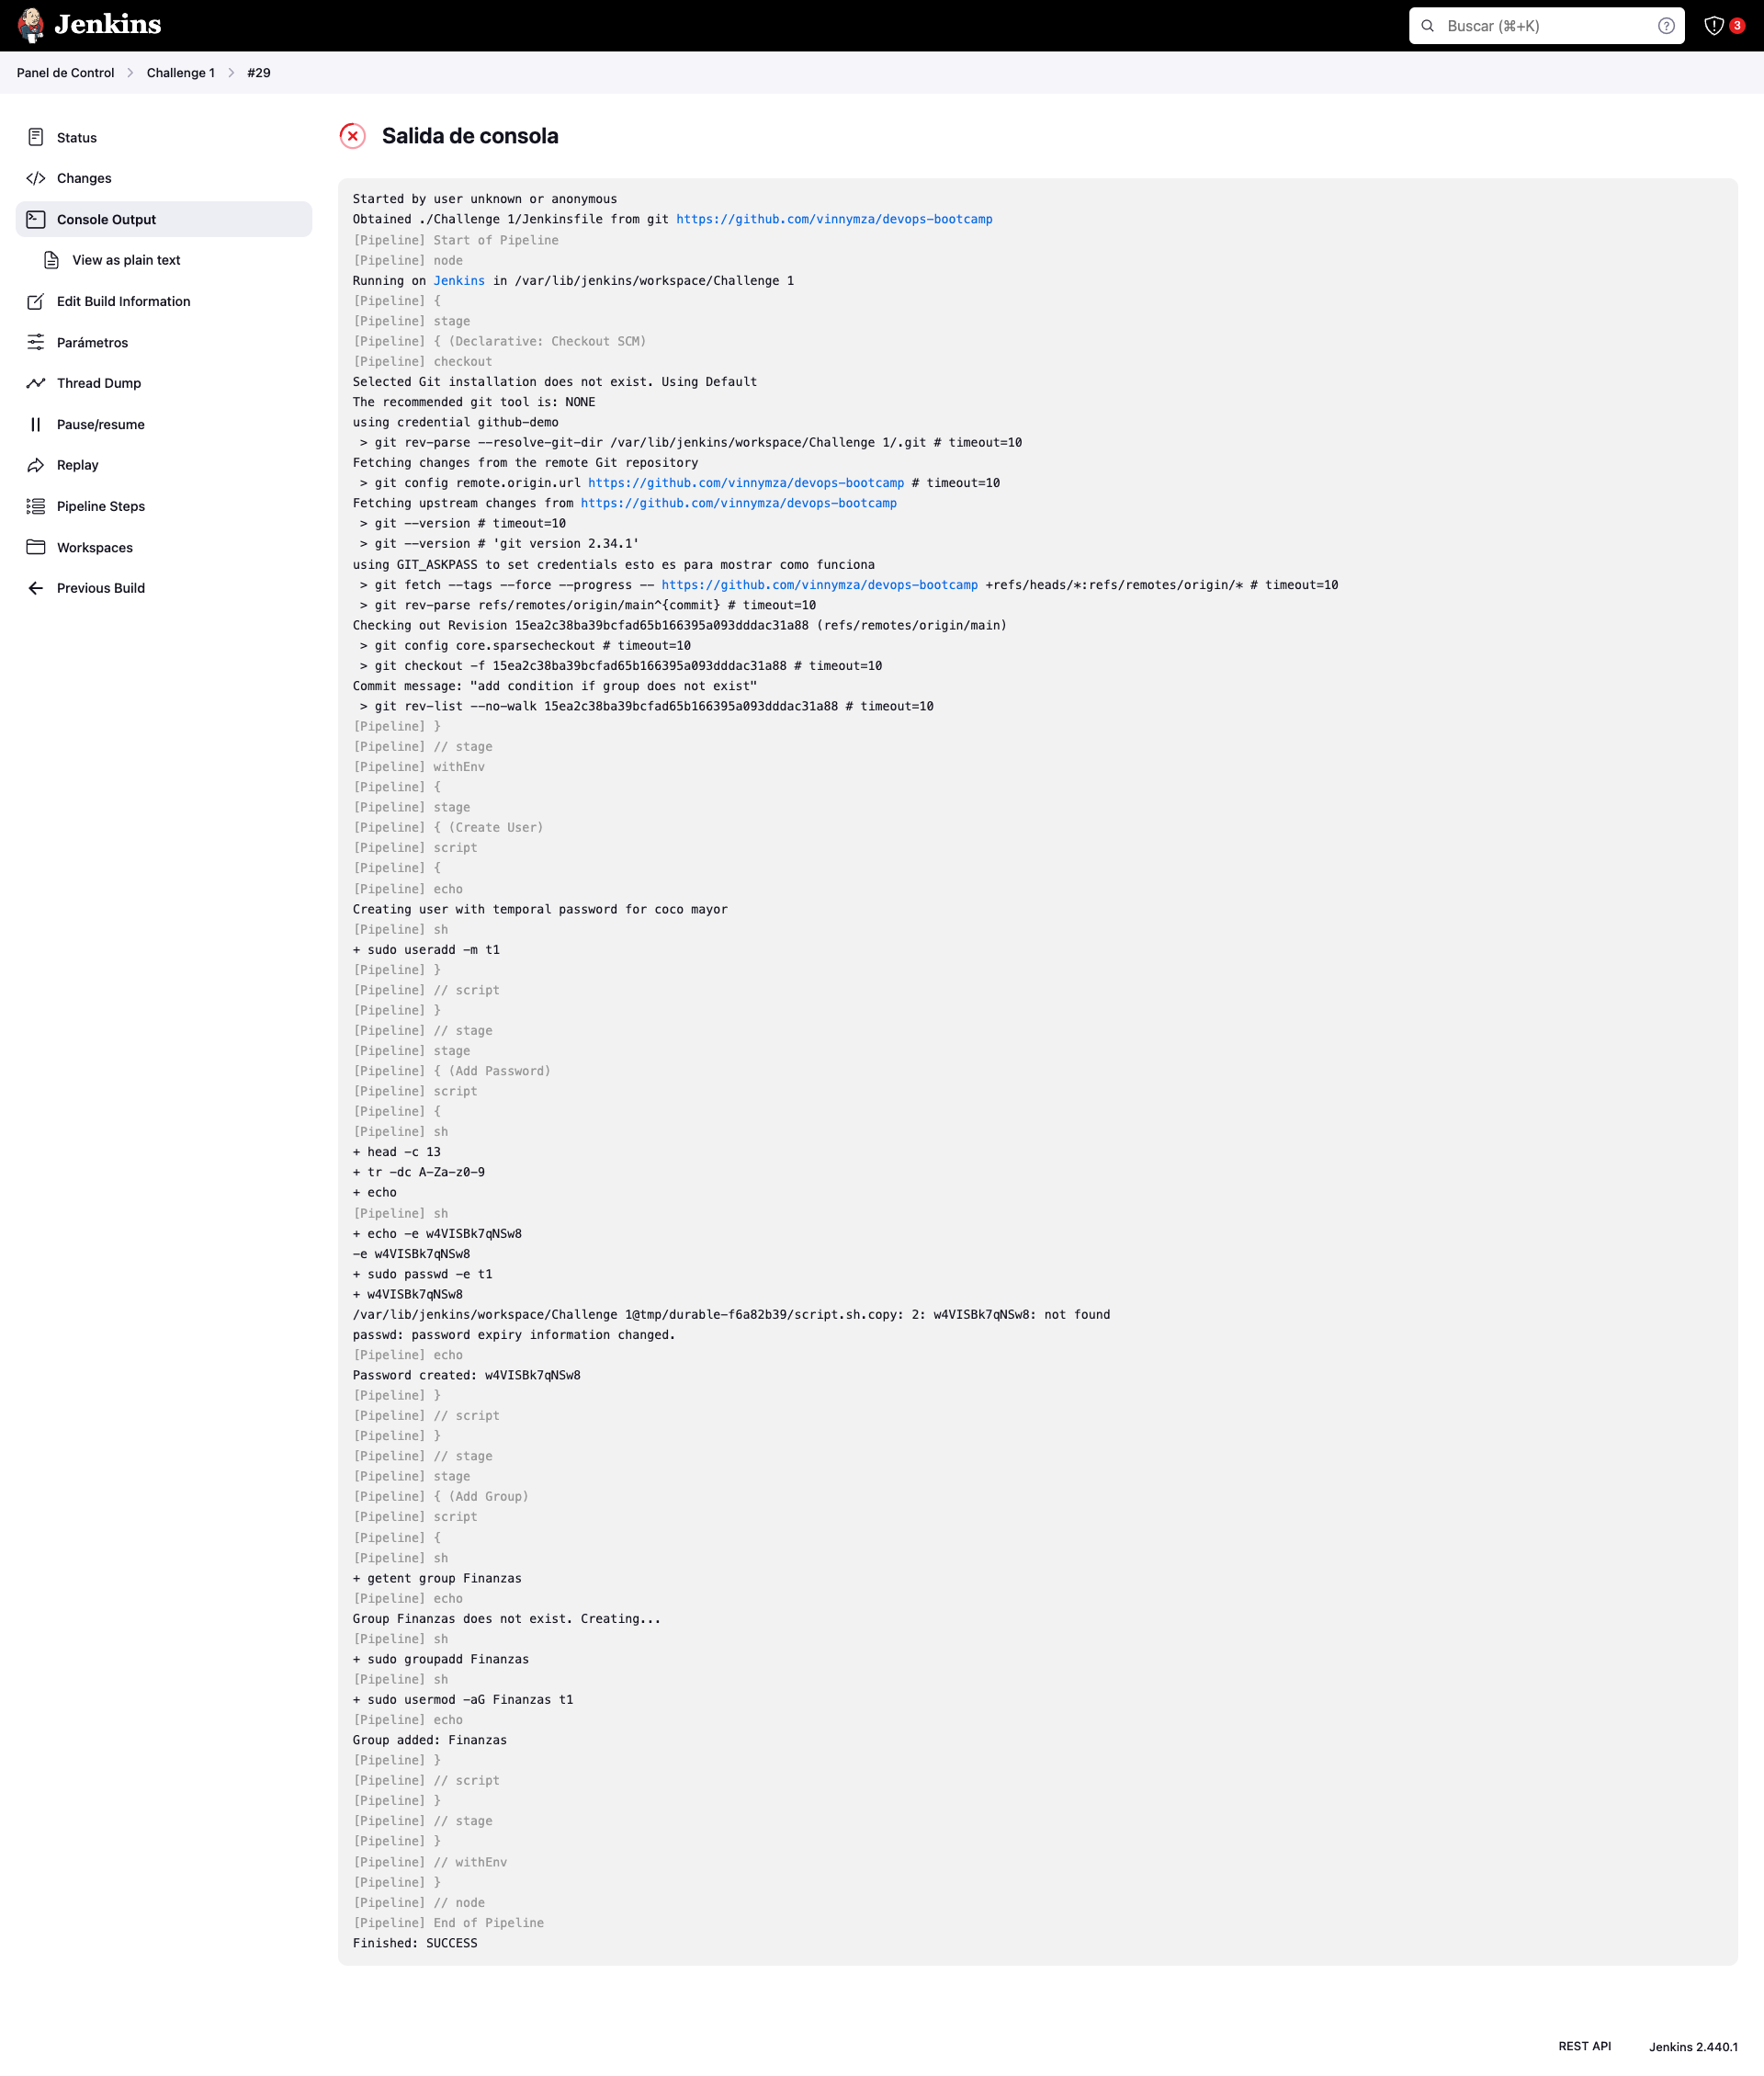 Jenkins
Buscar (⌘+K)
3
Panel de Control
Challenge 1
#29
Status
Changes
Console Output
View as plain text
Edit Build Information
Parámetros
Thread Dump
Pause/resume
Replay
Pipeline Steps
Workspaces
Previous Build
Salida de consola
Started by user unknown or anonymous
Obtained ./Challenge 1/Jenkinsfile from git https://github.com/vinnymza/devops-bootcamp
[Pipeline] Start of Pipeline
[Pipeline] node
Running on Jenkins in /var/lib/jenkins/workspace/Challenge 1
[Pipeline] {
[Pipeline] stage
[Pipeline] { (Declarative: Checkout SCM)
[Pipeline] checkout
Selected Git installation does not exist. Using Default
The recommended git tool is: NONE
using credential github-demo
 > git rev-parse --resolve-git-dir /var/lib/jenkins/workspace/Challenge 1/.git # timeout=10
Fetching changes from the remote Git repository
 > git config remote.origin.url https://github.com/vinnymza/devops-bootcamp # timeout=10
Fetching upstream changes from https://github.com/vinnymza/devops-bootcamp
 > git --version # timeout=10
 > git --version # 'git version 2.34.1'
using GIT_ASKPASS to set credentials esto es para mostrar como funciona
 > git fetch --tags --force --progress -- https://github.com/vinnymza/devops-bootcamp +refs/heads/*:refs/remotes/origin/* # timeout=10
 > git rev-parse refs/remotes/origin/main^{commit} # timeout=10
Checking out Revision 15ea2c38ba39bcfad65b166395a093dddac31a88 (refs/remotes/origin/main)
 > git config core.sparsecheckout # timeout=10
 > git checkout -f 15ea2c38ba39bcfad65b166395a093dddac31a88 # timeout=10
Commit message: "add condition if group does not exist"
 > git rev-list --no-walk 15ea2c38ba39bcfad65b166395a093dddac31a88 # timeout=10
[Pipeline] }
[Pipeline] // stage
[Pipeline] withEnv
[Pipeline] {
[Pipeline] stage
[Pipeline] { (Create User)
[Pipeline] script
[Pipeline] {
[Pipeline] echo
Creating user with temporal password for coco mayor
[Pipeline] sh
+ sudo useradd -m t1
[Pipeline] }
[Pipeline] // script
[Pipeline] }
[Pipeline] // stage
[Pipeline] stage
[Pipeline] { (Add Password)
[Pipeline] script
[Pipeline] {
[Pipeline] sh
+ head -c 13
+ tr -dc A-Za-z0-9
+ echo
[Pipeline] sh
+ echo -e w4VISBk7qNSw8
-e w4VISBk7qNSw8
+ sudo passwd -e t1
+ w4VISBk7qNSw8
/var/lib/jenkins/workspace/Challenge 1@tmp/durable-f6a82b39/script.sh.copy: 2: w4VISBk7qNSw8: not found
passwd: password expiry information changed.
[Pipeline] echo
Password created: w4VISBk7qNSw8
[Pipeline] }
[Pipeline] // script
[Pipeline] }
[Pipeline] // stage
[Pipeline] stage
[Pipeline] { (Add Group)
[Pipeline] script
[Pipeline] {
[Pipeline] sh
+ getent group Finanzas
[Pipeline] echo
Group Finanzas does not exist. Creating...
[Pipeline] sh
+ sudo groupadd Finanzas
[Pipeline] sh
+ sudo usermod -aG Finanzas t1
[Pipeline] echo
Group added: Finanzas
[Pipeline] }
[Pipeline] // script
[Pipeline] }
[Pipeline] // stage
[Pipeline] }
[Pipeline] // withEnv
[Pipeline] }
[Pipeline] // node
[Pipeline] End of Pipeline
Finished: SUCCESS
REST API
Jenkins 2.440.1